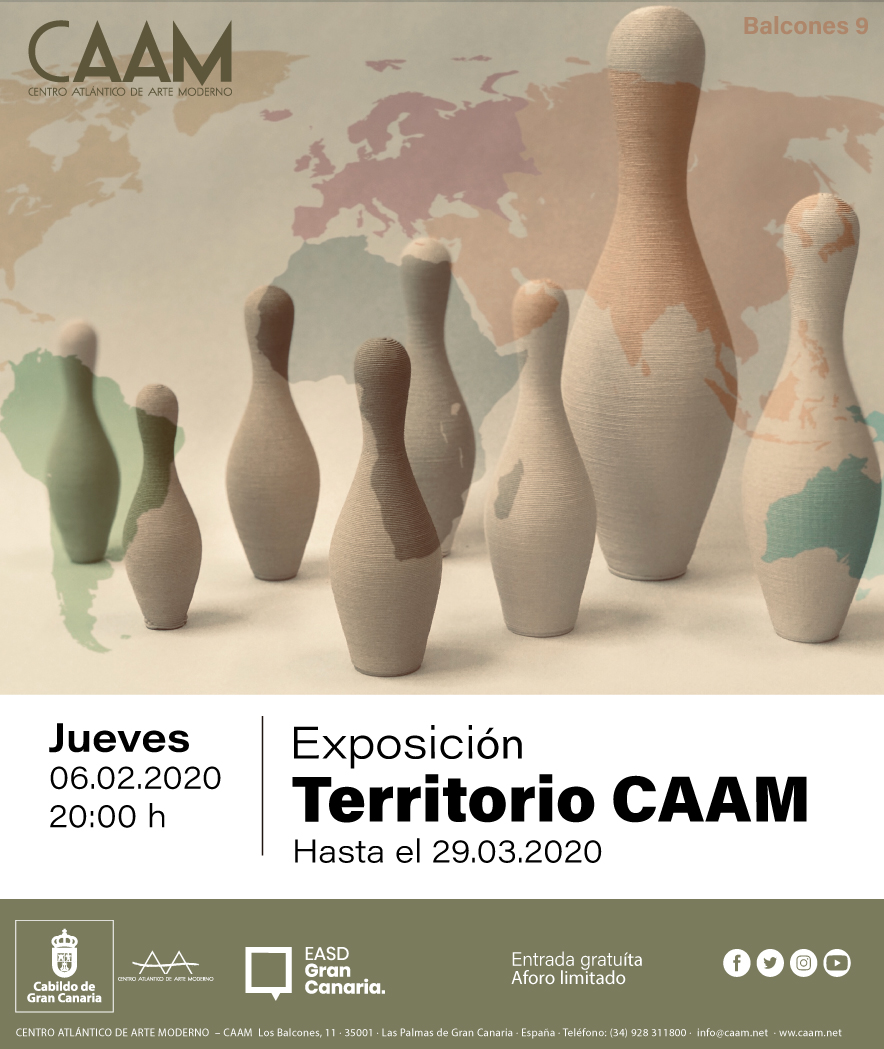 CAAM
CENTRO ATLÁNTICO DE ARTE MODERNO
Balcones 9
Jueves
06.02.2020
20:00 h
Exposición
Territorio CAAM
Hasta el 29.03.2020
Cabildo de
Gran Canaria
CENTRO ATLÁNTICO DE ARTE MODERNO
EASD
Gran
Canaria.
Entrada gratuíta
Aforo limitado
CENTRO ATLÁNTICO DE ARTE MODERNO – CAAM Los Balcones, 11 · 35001 · Las Palmas de Gran Canaria · España · Teléfono: (34) 928 311800 · info@caam.net · ww.caam.net